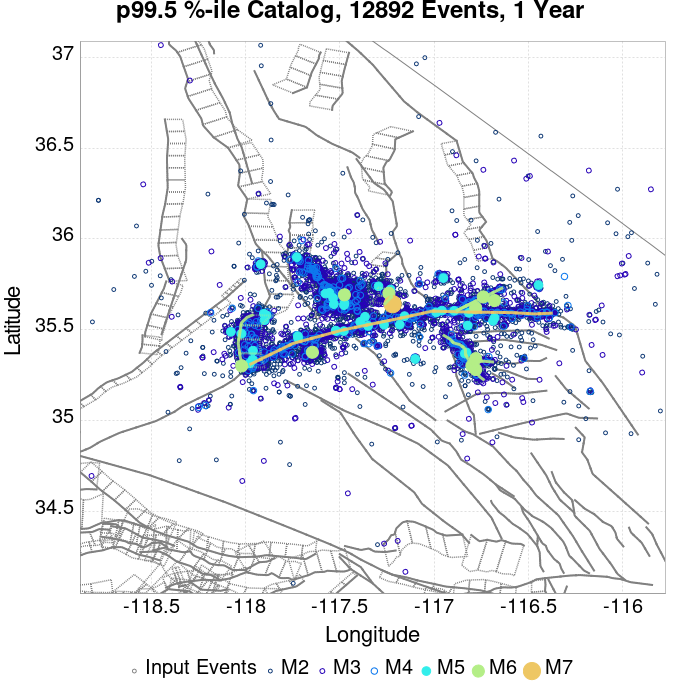 p99.5 %-ile Catalog, 12892 Events, 1 Year
37
36.5
36
35.5
35
34.5
Latitude
-118.5 -118 -117.5 -117 -116.5 -116
Longitude
Input Events M2 M3 M4 M5 M6 M7